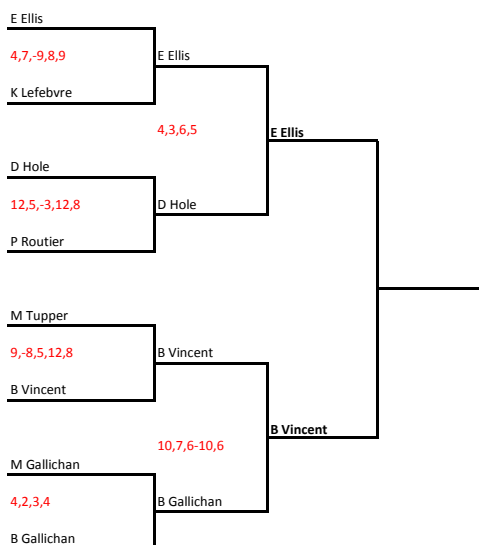 E Ellis
4,7,-9,8,9
E Ellis
K Lefebvre
4,3,6,5
E Ellis
D Hole
12,5,-3,12,8
D Hole
P Routier
M Tupper
9,-8,5,12,8
B Vincent
B Vincent
B Vincent
10,7,6-10,6
M Gallichan
4,2,3,4
B Gallichan
B Gallichan